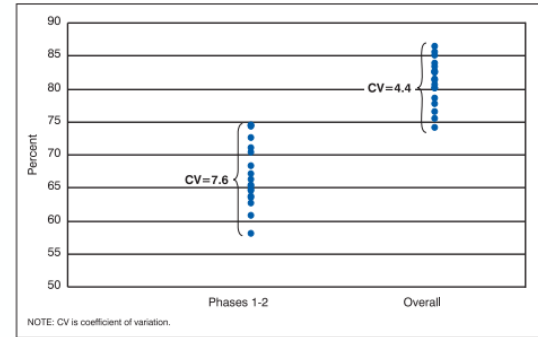 90
85
80
75
70
65
60
55
50
Percent
CV=4.4
CV=7.6
Phases 1-2
Overall
NOTE: CV is coefficient of variation.